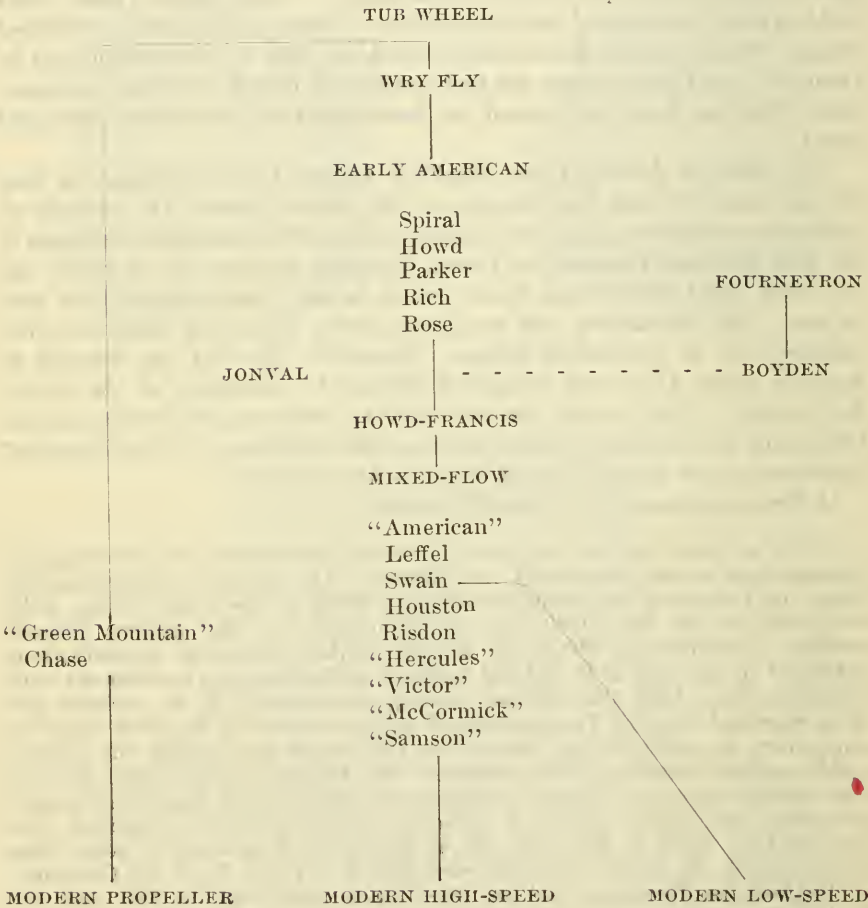 TUB WHEEL
WRY FLY
EARLY AMERICAN
Spiral
Howd
Parker
Rich
Rose
FOURNEYRON
JONVAL
BOYDEN
HOWD-FRANCIS
MIXED-FLOW
“American”
Leffel
Swain
Houston
Risdon
“Hercules”
“Victor”
“McCormick”
“Samson”
“Green Mountain”
Chase
MODERN PROPELLER
MODERN HIGH-SPEED
MODERN LOW-SPEED